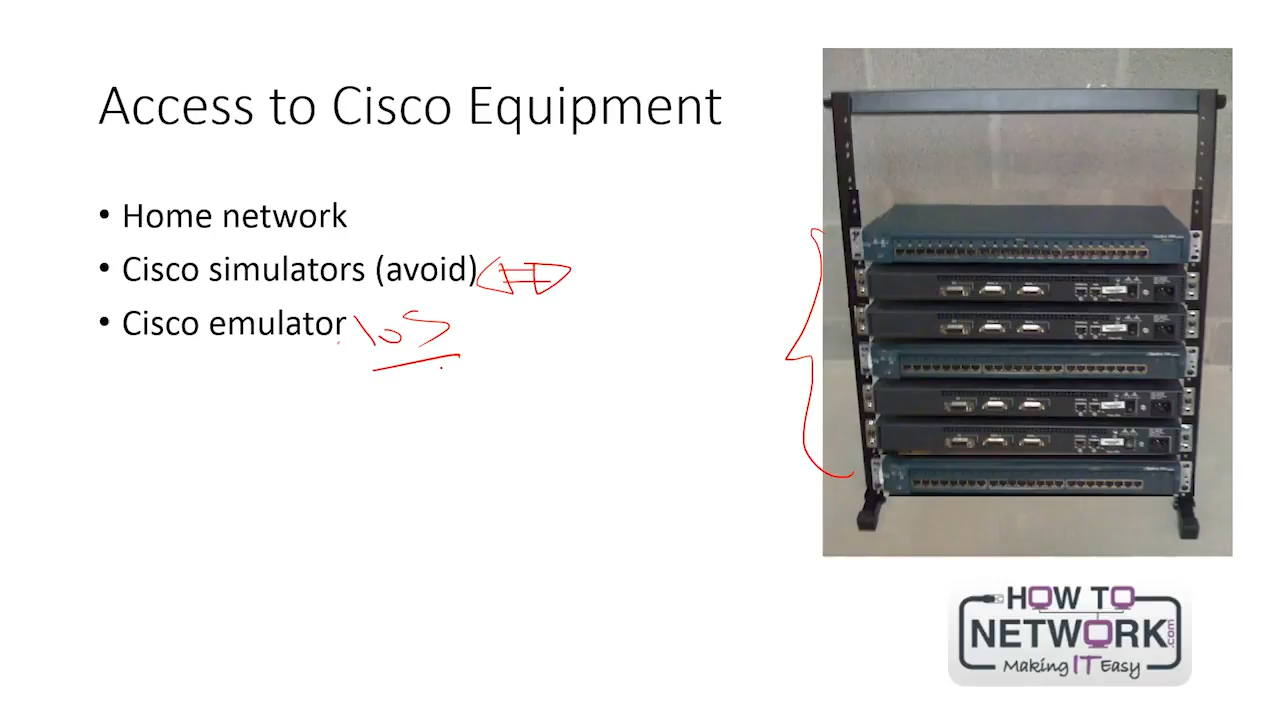 Access to Cisco Equipment
• Home network
• Cisco simulators (avoid)
• Cisco emulator IOS
HOW TO
NETWORK.com
Making IT Easy